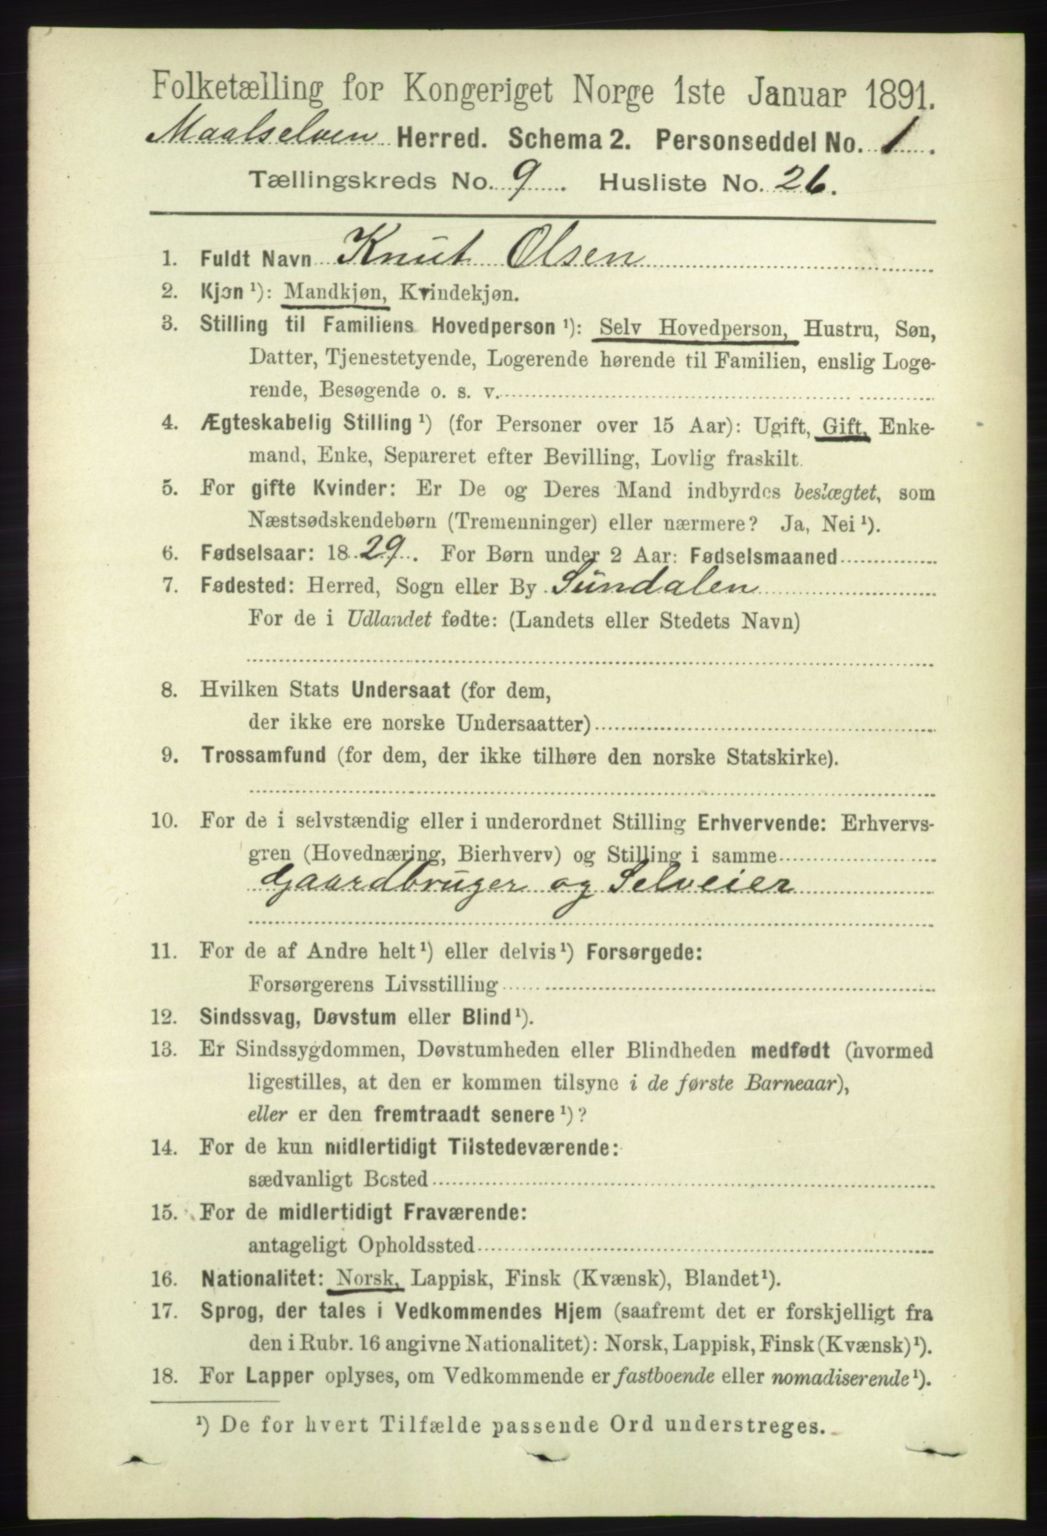 Folketælling for Kongeriget Norge 1ste Januar 1891.
Maalselven Herred. Schema 2. Personseddel No. 1.
Tællingskreds No. 9. Husliste No. 26.
1. Fuldt Navn Knut Olsen
2. Kjøn ¹): Mandkjøn, Kvindekjøn.
3. Stilling til Familiens Hovedperson ¹): Selv Hovedperson, Hustru, Søn,
Datter, Tjenestetyende, Logerende hørende til Familien, enslig Loge-
rende, Besøgende o. s. v.
4. Ægteskabelig Stilling ¹) (for Personer over 15 Aar): Ugift, Gift, Enke-
mand, Enke, Separeret efter Bevilling, Lovlig fraskilt.
5. For gifte Kvinder: Er De og Deres Mand indbyrdes beslægtet, som
Næstsødskendebørn (Tremenninger) eller nærmere? Ja, Nei ¹).
6. Fødselsaar: 1829. For Børn under 2 Aar: Fødselsmaaned
7. Fødested: Herred, Sogn eller By Sundalen
For de i Udlandet fødte: (Landets eller Stedets Navn)
8. Hvilken Stats Undersaat (for dem,
der ikke ere norske Undersaatter)
9. Trossamfund (for dem, der ikke tilhøre den norske Statskirke).
10. For de i selvstændig eller i underordnet Stilling Erhvervende: Erhvervs-
gren (Hovednæring, Bierhverv) og Stilling i samme
Gaardbruger og Selveier
11. For de af Andre helt ¹) eller delvis ¹) Forsørgede:
Forsørgerens Livsstilling
12. Sindssvag, Døvstum eller Blind ¹).
13. Er Sindssygdommen, Døvstumheden eller Blindheden medfødt (hvormed
ligestilles, at den er kommen tilsyne i de første Barneaar),
eller er den fremtraadt senere ¹)?
14. For de kun midlertidigt Tilstedeværende:
sædvanligt Bosted
15. For de midlertidigt Fraværende:
antageligt Opholdssted
16. Nationalitet: Norsk, Lappisk, Finsk (Kvænsk), Blandet ¹).
17. Sprog, der tales i Vedkommendes Hjem (saafremt det er forskjelligt fra
den i Rubr. 16 angivne Nationalitet): Norsk, Lappisk, Finsk (Kvænsk) ¹).
18. For Lapper oplyses, om Vedkommende er fastboende eller nomadiserende ¹).
¹) De for hvert Tilfælde passende Ord understreges.